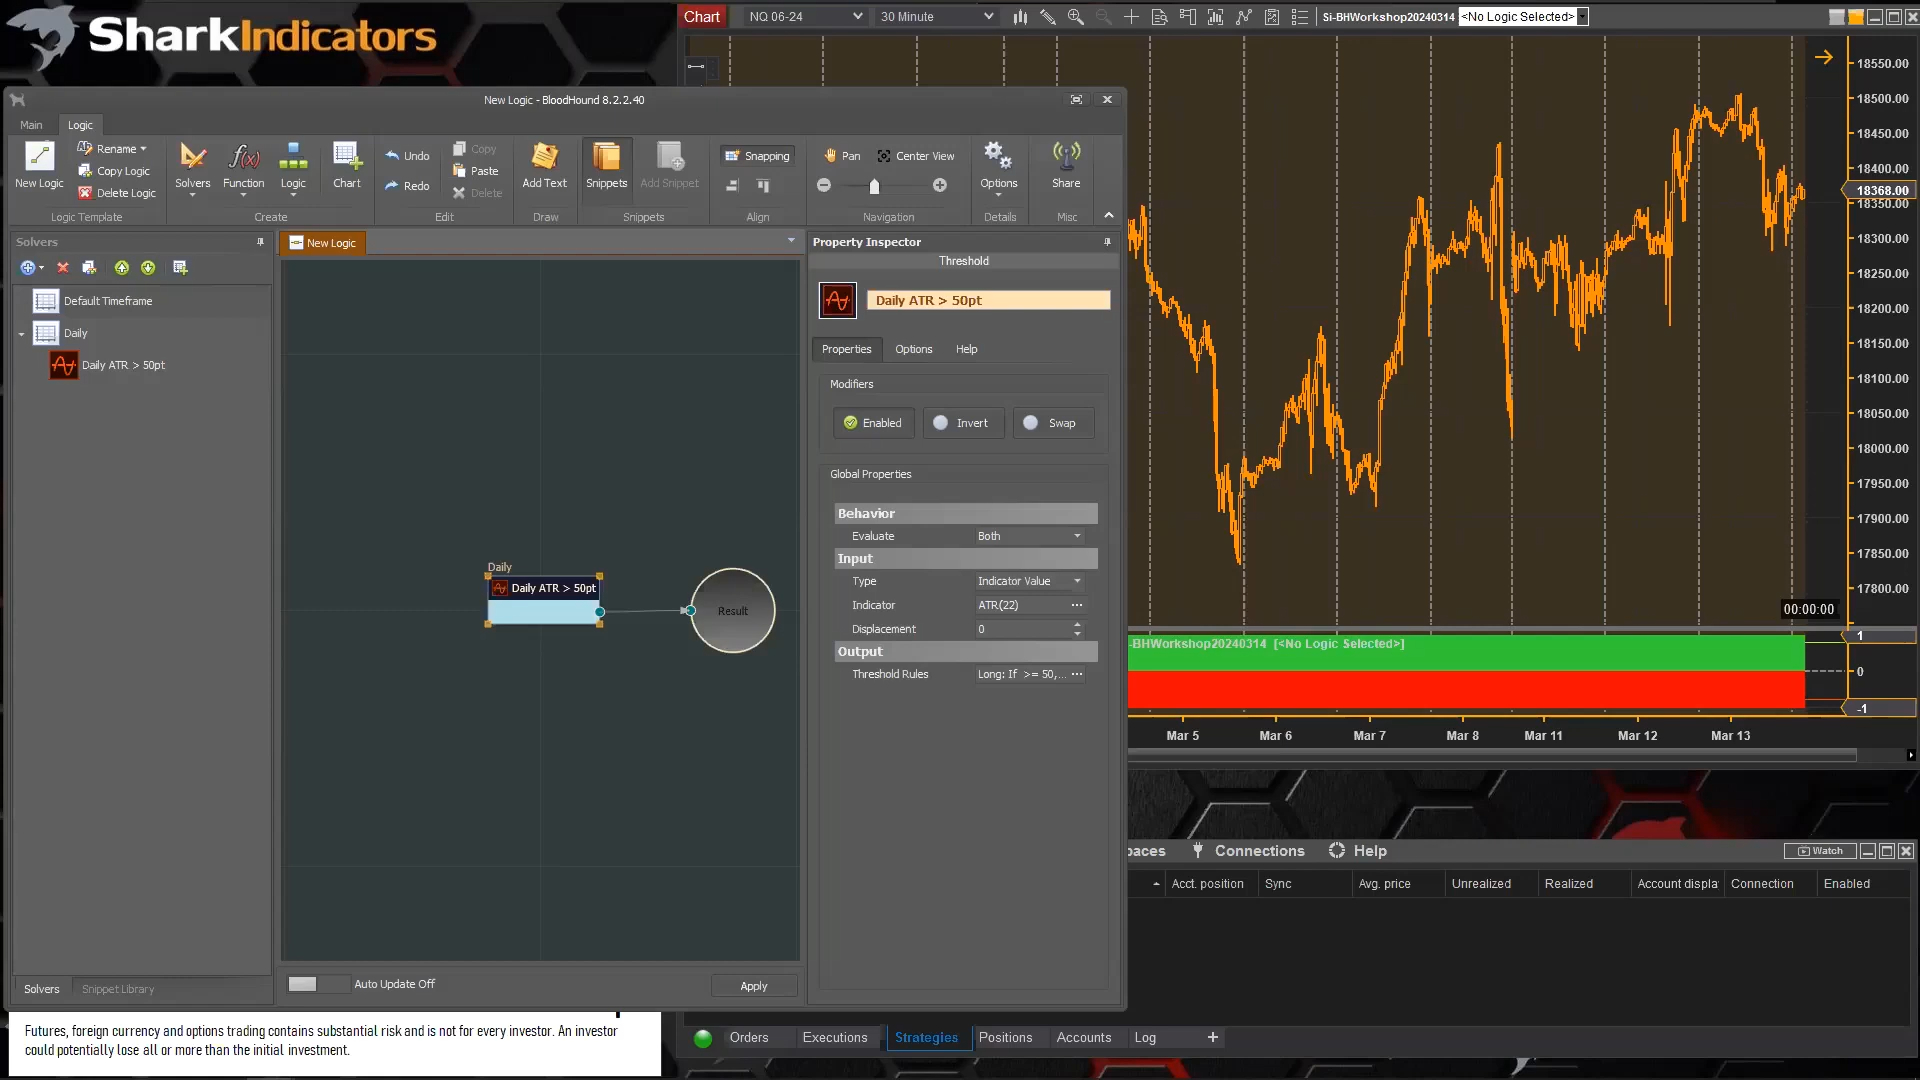 SharkIndicators
Chart
NQ 06-24
30 Minute
Si-BHWorkshop20240314
<No Logic Selected>
New Logic - BloodHound 8.2.2.40
Main
Logic
New Logic
Rename
Copy Logic
Delete Logic
Logic Template
Solvers
Function
Logic
Chart
Create
Undo
Redo
Copy
Paste
Delete
Edit
Add Text
Draw
Snippets
Add Snippet
Snippets
Snapping
Align
Pan
Center View
Navigation
Options
Details
Share
Misc
Solvers
Default Timeframe
Daily
Daily ATR > 50pt
New Logic
Daily
Daily ATR > 50pt
Result
Auto Update Off
Apply
Solvers
Snippet Library
Property Inspector
Threshold
Daily ATR > 50pt
Properties
Options
Help
Modifiers
Enabled
Invert
Swap
Global Properties
Behavior
Evaluate
Both
Input
Type
Indicator Value
Indicator
ATR(22)
...
Displacement
0
Output
Threshold Rules
Long: If >= 50,...
...
18550.00
18500.00
18450.00
18400.00
18368.00
18350.00
18300.00
18250.00
18200.00
18150.00
18100.00
18050.00
18000.00
17950.00
17900.00
17850.00
17800.00
00:00:00
-BHWorkshop20240314 [<No Logic Selected>]
1
0
-1
Mar 5
Mar 6
Mar 7
Mar 8
Mar 11
Mar 12
Mar 13
paces
Connections
Help
Watch
Acct. position
Sync
Avg. price
Unrealized
Realized
Account displa
Connection
Enabled
Orders
Executions
Strategies
Positions
Accounts
Log
+
Futures, foreign currency and options trading contains substantial risk and is not for every investor. An investor
could potentially lose all or more than the initial investment.